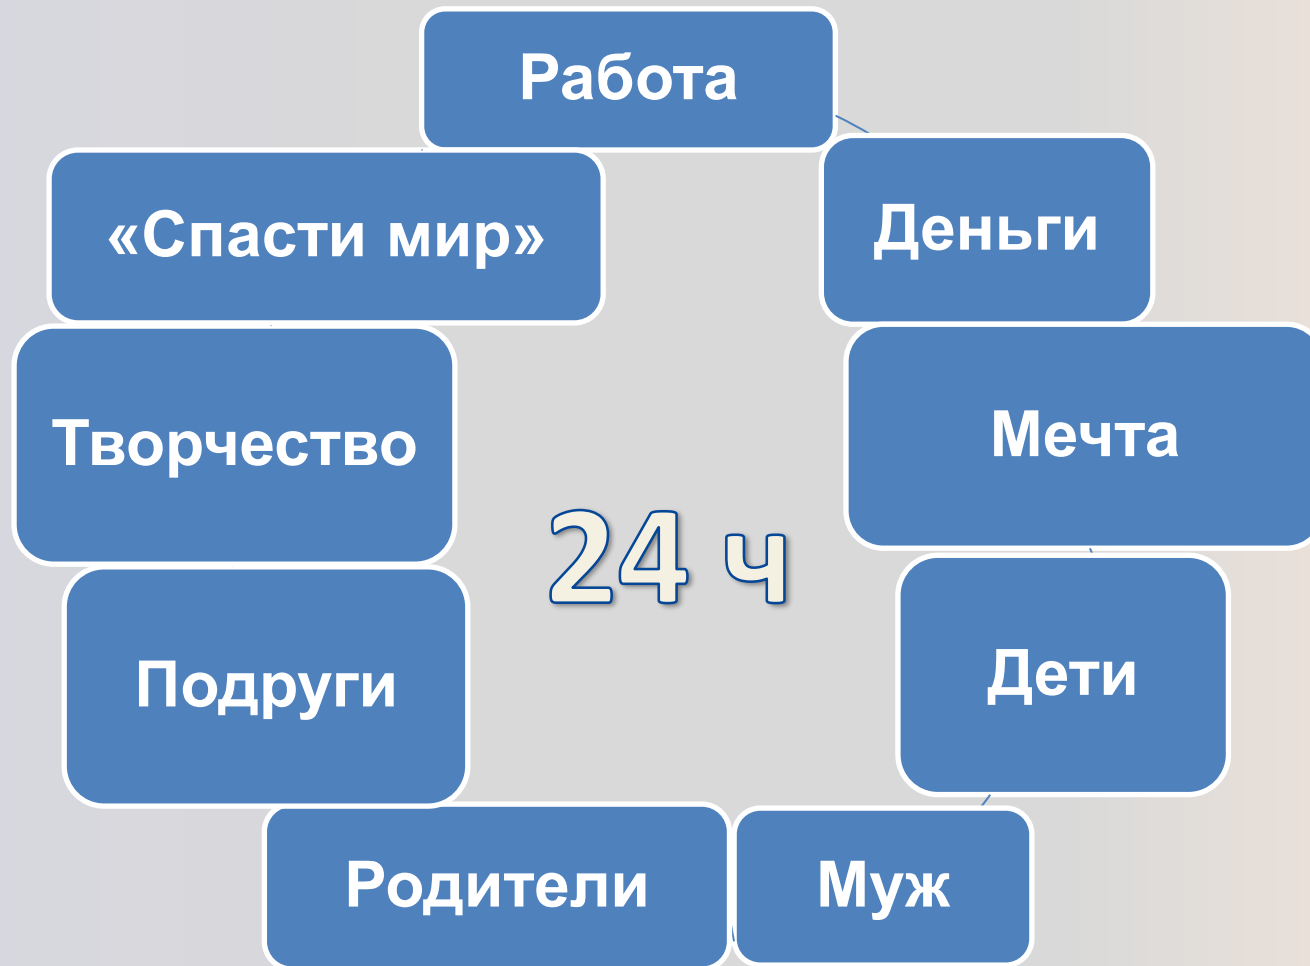 Работа
Деньги
«Спасти мир»
Мечта
Творчество
24 ч
Дети
Подруги
Муж
Родители